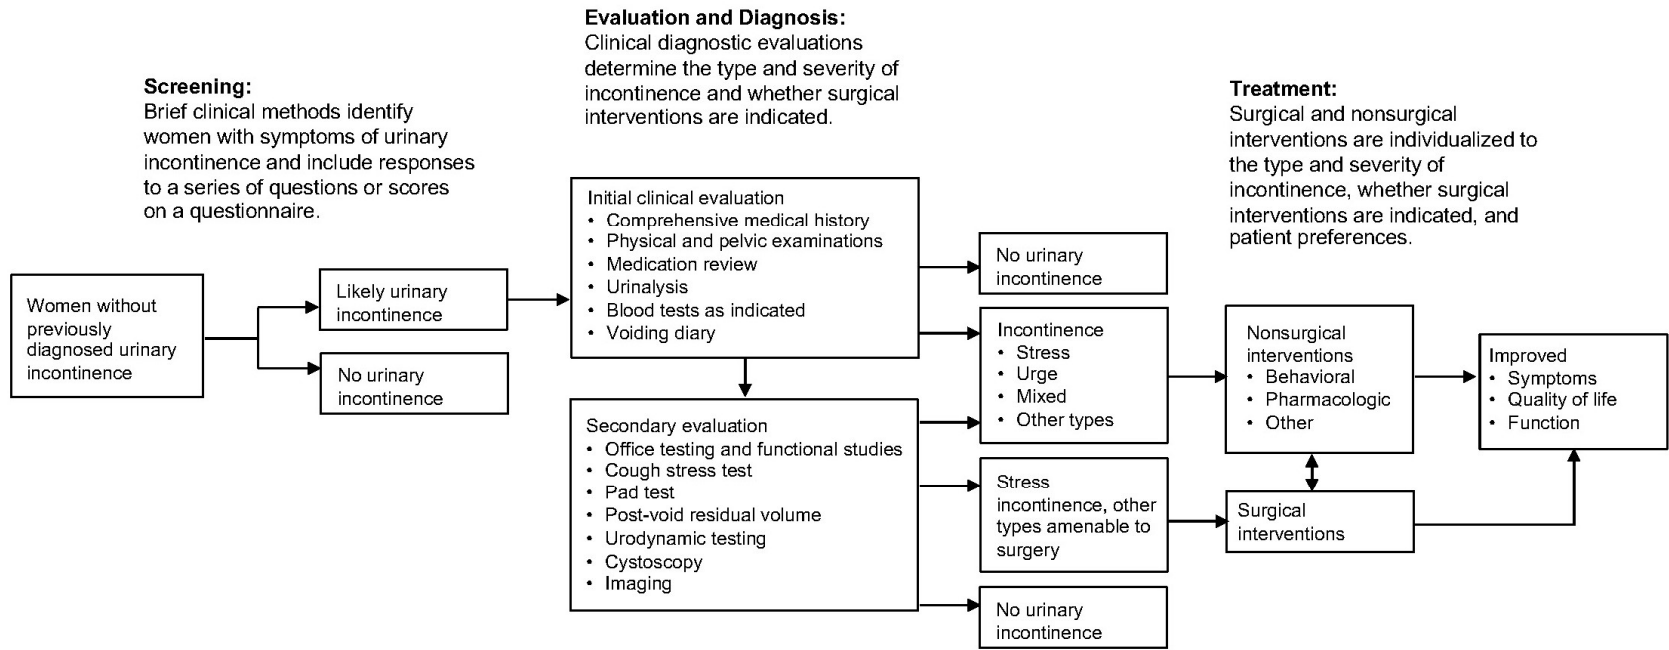 Screening:
Brief clinical methods identify
women with symptoms of urinary
incontinence and include responses
to a series of questions or scores
on a questionnaire.
Evaluation and Diagnosis:
Clinical diagnostic evaluations
determine the type and severity of
incontinence and whether surgical
interventions are indicated.
Treatment:
Surgical and nonsurgical
interventions are individualized to
the type and severity of
incontinence, whether surgical
interventions are indicated, and
patient preferences.
Women without
previously
diagnosed urinary
incontinence
Likely urinary
incontinence
No urinary
incontinence
Initial clinical evaluation
• Comprehensive medical history
• Physical and pelvic examinations
• Medication review
• Urinalysis
• Blood tests as indicated
• Voiding diary
Secondary evaluation
• Office testing and functional studies
• Cough stress test
• Pad test
• Post-void residual volume
• Urodynamic testing
• Cystoscopy
• Imaging
No urinary
incontinence
Incontinence
• Stress
• Urge
• Mixed
• Other types
Stress
incontinence, other
types amenable to
surgery
No urinary
incontinence
Nonsurgical
interventions
• Behavioral
• Pharmacologic
• Other
Surgical
interventions
Improved
• Symptoms
• Quality of life
• Function